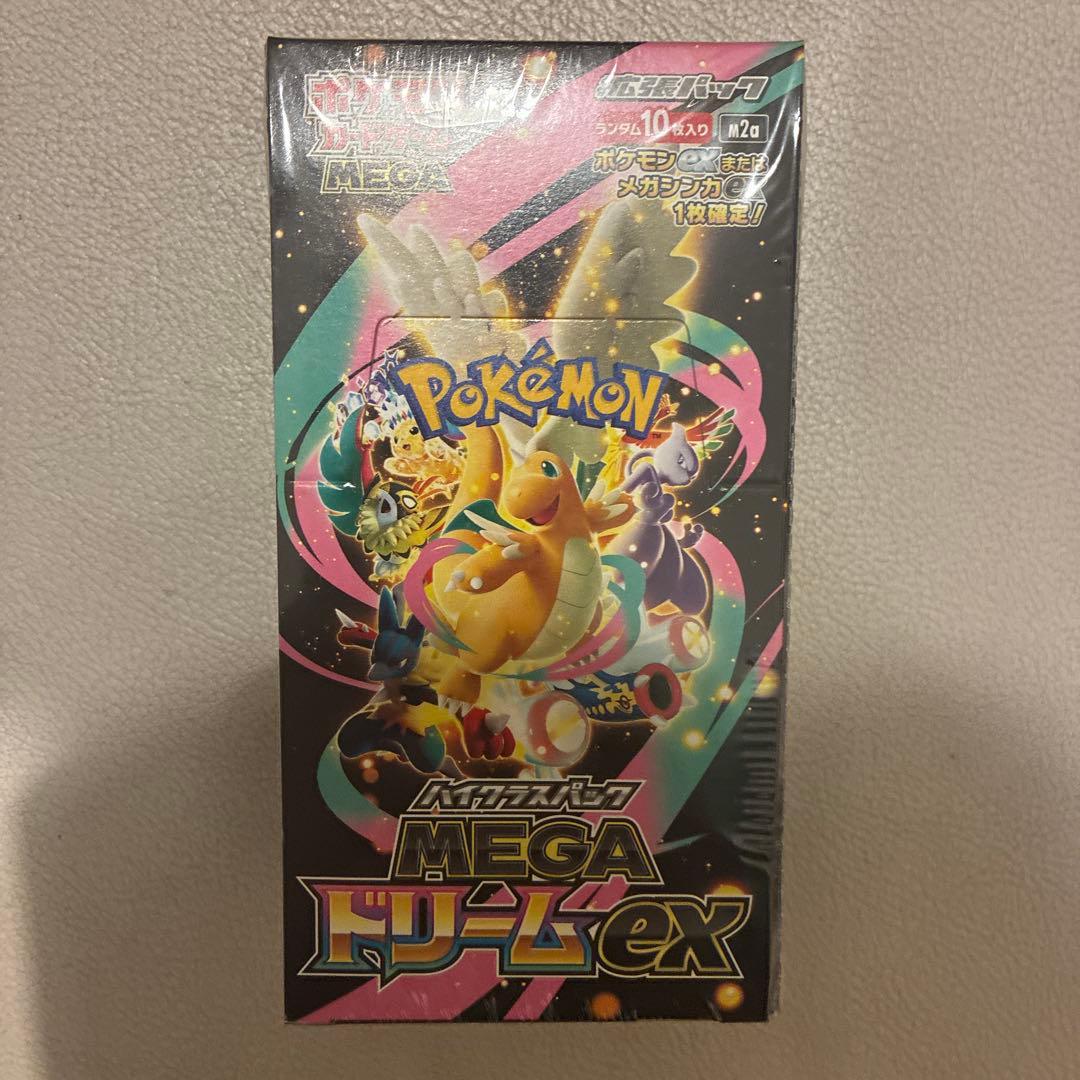 ポケモン
カードゲーム
MEGA
拡張パック
ランダム10枚入り M2a
ポケモンexまたは
メガシンカex
1枚確定!
POKÉMON
TM
ハイクラスパック
MEGA
ドリームex